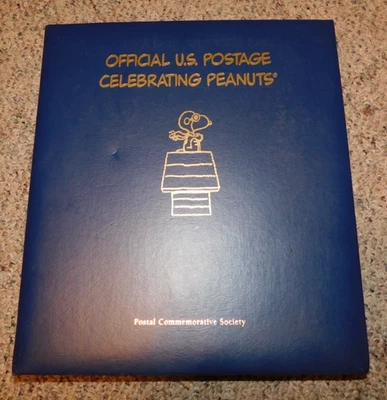 OFFICIAL U.S. POSTAGE
CELEBRATING PEANUTS®
Postal Commemorative Society